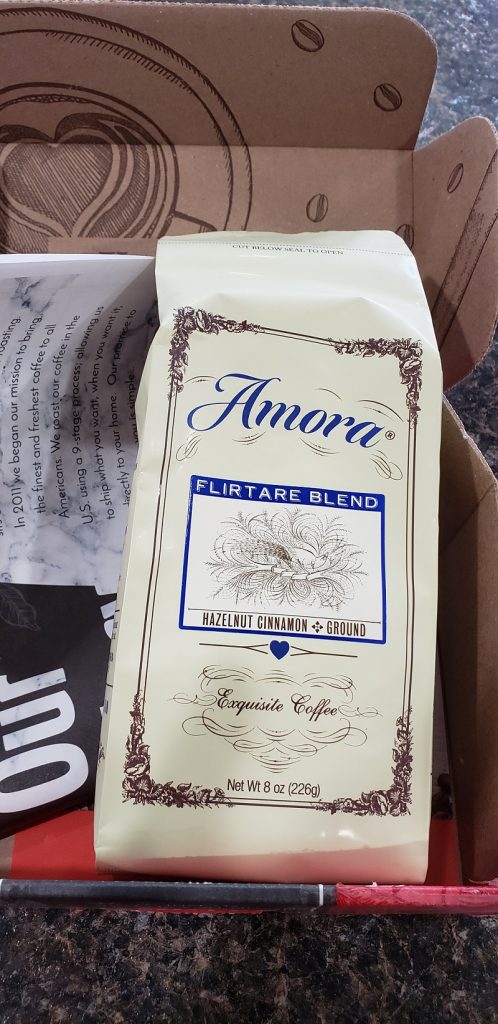 CUT BELOW SEAL TO OPEN
Amora®
FLIRTARE BLEND
HAZELNUT CINNAMON GROUND
Exquisite Coffee
Net Wt 8 oz (226g)
roasting.
In 2011 we began our mission to bring
the finest and freshest coffee to all
Americans. We roast our coffee in the
U.S. using a 9-stage process, allowing us
to ship what you want, when you want it,
directly to your home. Our promise to
simple.
Our